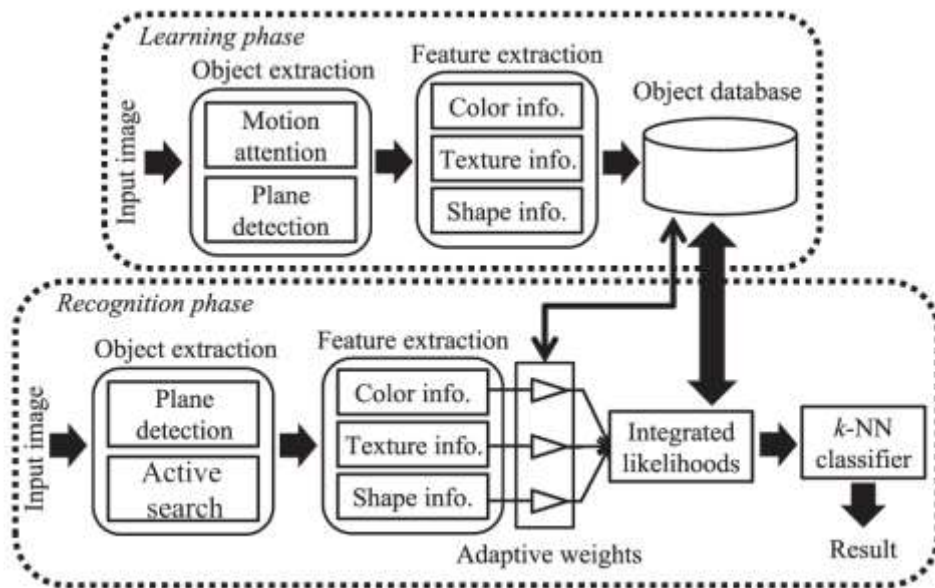 Learning phase
Input image
Object extraction
Motion
attention
Plane
detection
Feature extraction
Color info.
Texture info.
Shape info.
Object database
Recognition phase
Input image
Object extraction
Plane
detection
Active
search
Feature extraction
Color info.
Texture info.
Shape info.
Adaptive weights
Integrated
likelihoods
k-NN
classifier
Result